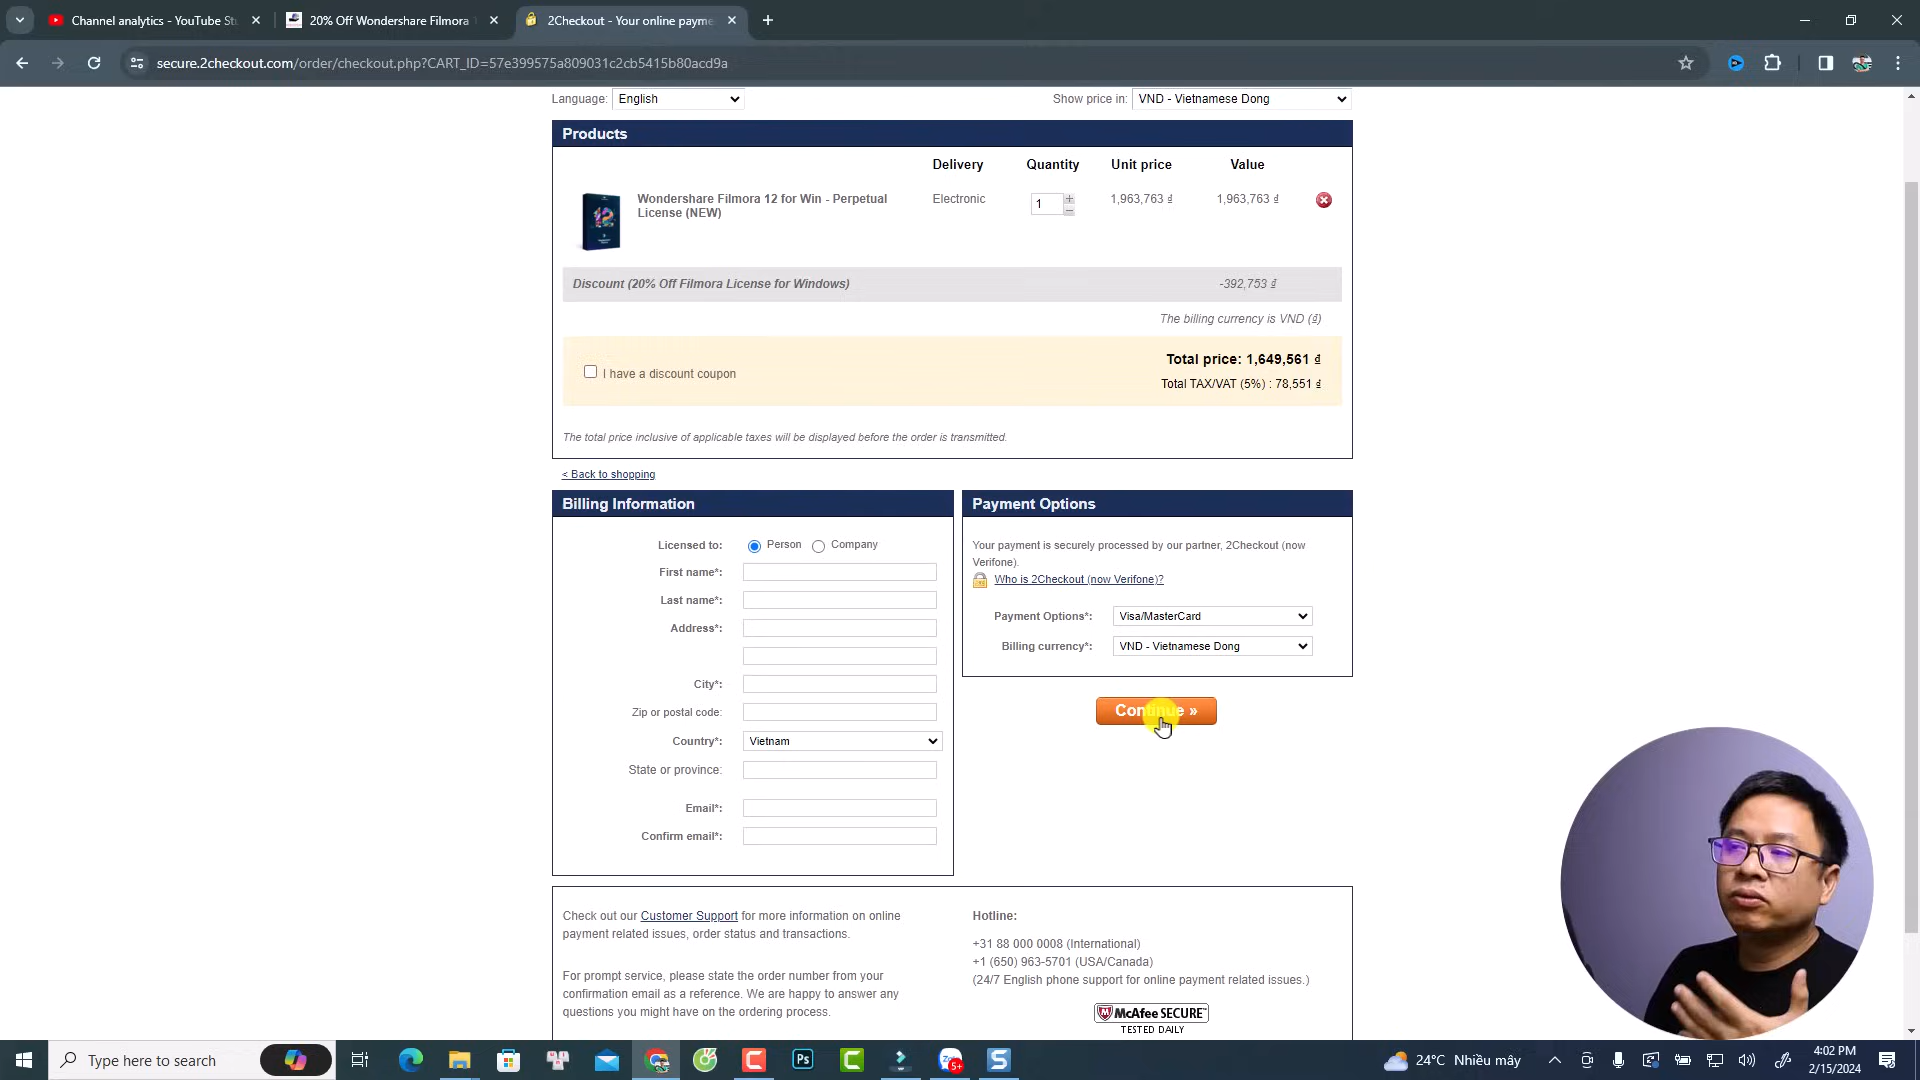 Channel analytics - YouTube Stu
20% Off Wondershare Filmora
2Checkout - Your online payme
secure.2checkout.com/order/checkout.php?CART_ID=57e399575a809031c2cb5415b80acd9a
Language: English
Show price in: VND - Vietnamese Dong
Products
Delivery Quantity Unit price Value
Wondershare Filmora 12 for Win - Perpetual License (NEW)
Electronic 1 1,963,763 ₫ 1,963,763 ₫
Discount (20% Off Filmora License for Windows) -392,753 ₫
The billing currency is VND (₫)
I have a discount coupon
Total price: 1,649,561 ₫
Total TAX/VAT (5%) : 78,551 ₫
The total price inclusive of applicable taxes will be displayed before the order is transmitted.
< Back to shopping
Billing Information
Licensed to: Person Company
First name*:
Last name*:
Address*:
City*:
Zip or postal code:
Country*: Vietnam
State or province:
Email*:
Confirm email*:
Payment Options
Your payment is securely processed by our partner, 2Checkout (now
Verifone).
Who is 2Checkout (now Verifone)?
Payment Options*: Visa/MasterCard
Billing currency*: VND - Vietnamese Dong
Continue »
Check out our Customer Support for more information on online
payment related issues, order status and transactions.
For prompt service, please state the order number from your
confirmation email as a reference. We are happy to answer any
questions you might have on the ordering process.
Hotline:
+31 88 000 0008 (International)
+1 (650) 963-5701 (USA/Canada)
(24/7 English phone support for online payment related issues.)
McAfee SECURE™
TESTED DAILY
Type here to search
Ps
C
C
5+
S
24°C Nhiều mây
4:02 PM
2/15/2024